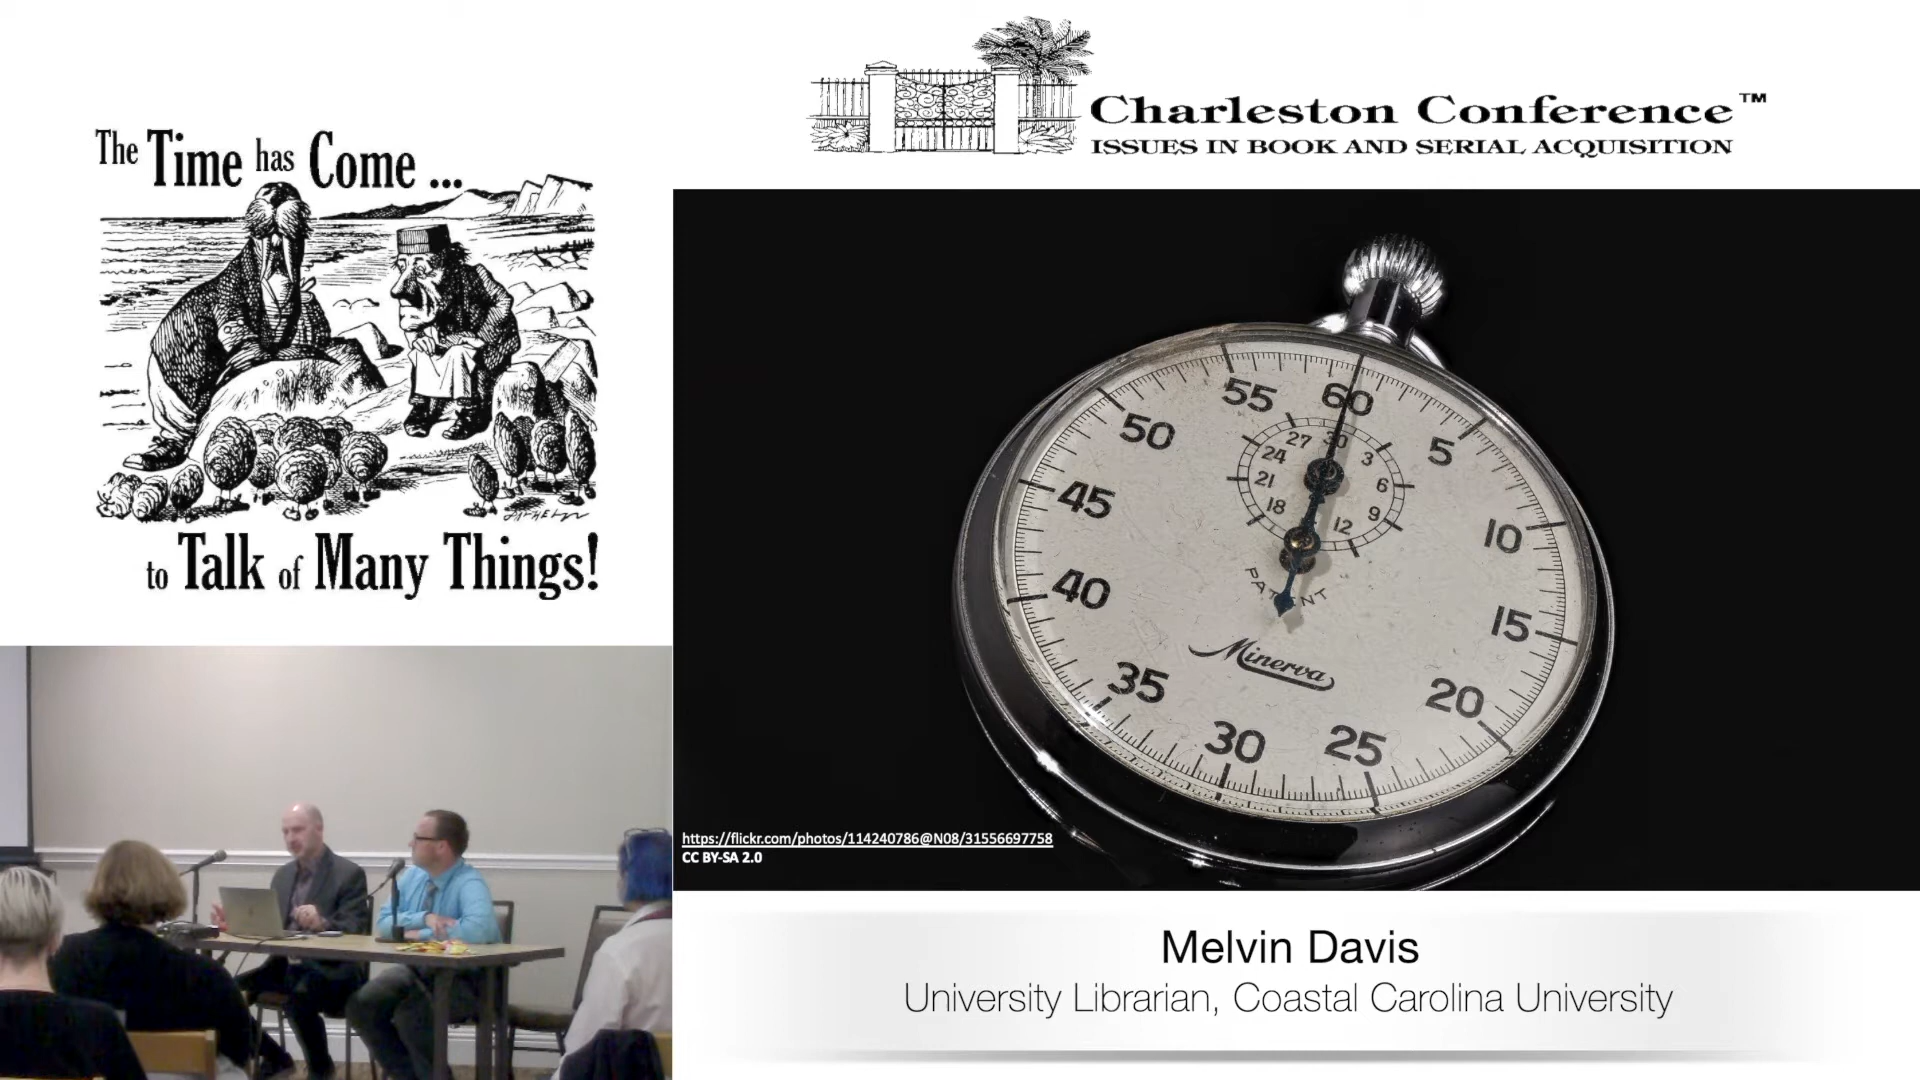 The Time has Come ...
to Talk of Many Things!
Charleston Conference™
ISSUES IN BOOK AND SERIAL ACQUISITION
55
60
5
50
10
45
15
40
20
35
25
30
27
30
3
24
6
21
9
18
12
PATENT
Minerva
https://flickr.com/photos/114240786@N08/31556697758
CC BY-SA 2.0
Melvin Davis
University Librarian, Coastal Carolina University